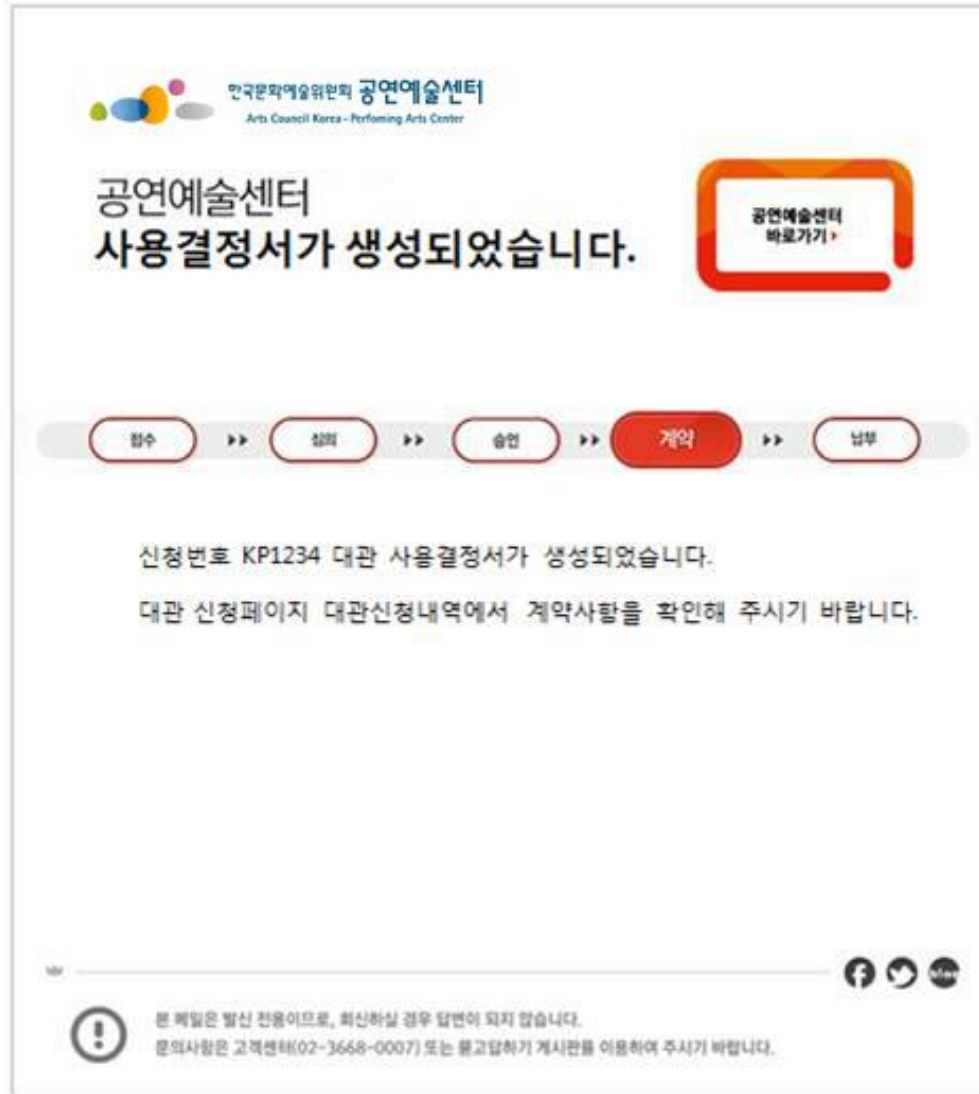 한국문화예술위원회 공연예술센터
Arts Council Korea - Perfoming Arts Center
공연예술센터
사용결정서가 생성되었습니다.
공연예술센터
바로가기
접수
심의
승인
계약
납부
신청번호 KP1234 대관 사용결정서가 생성되었습니다.
대관 신청페이지 대관신청내역에서 계약사항을 확인해 주시기 바랍니다.
blog
본 메일은 발신 전용이므로, 회신하실 경우 답변이 되지 않습니다.
문의사항은 고객센터(02-3668-0007) 또는 묻고답하기 게시판을 이용하여 주시기 바랍니다.